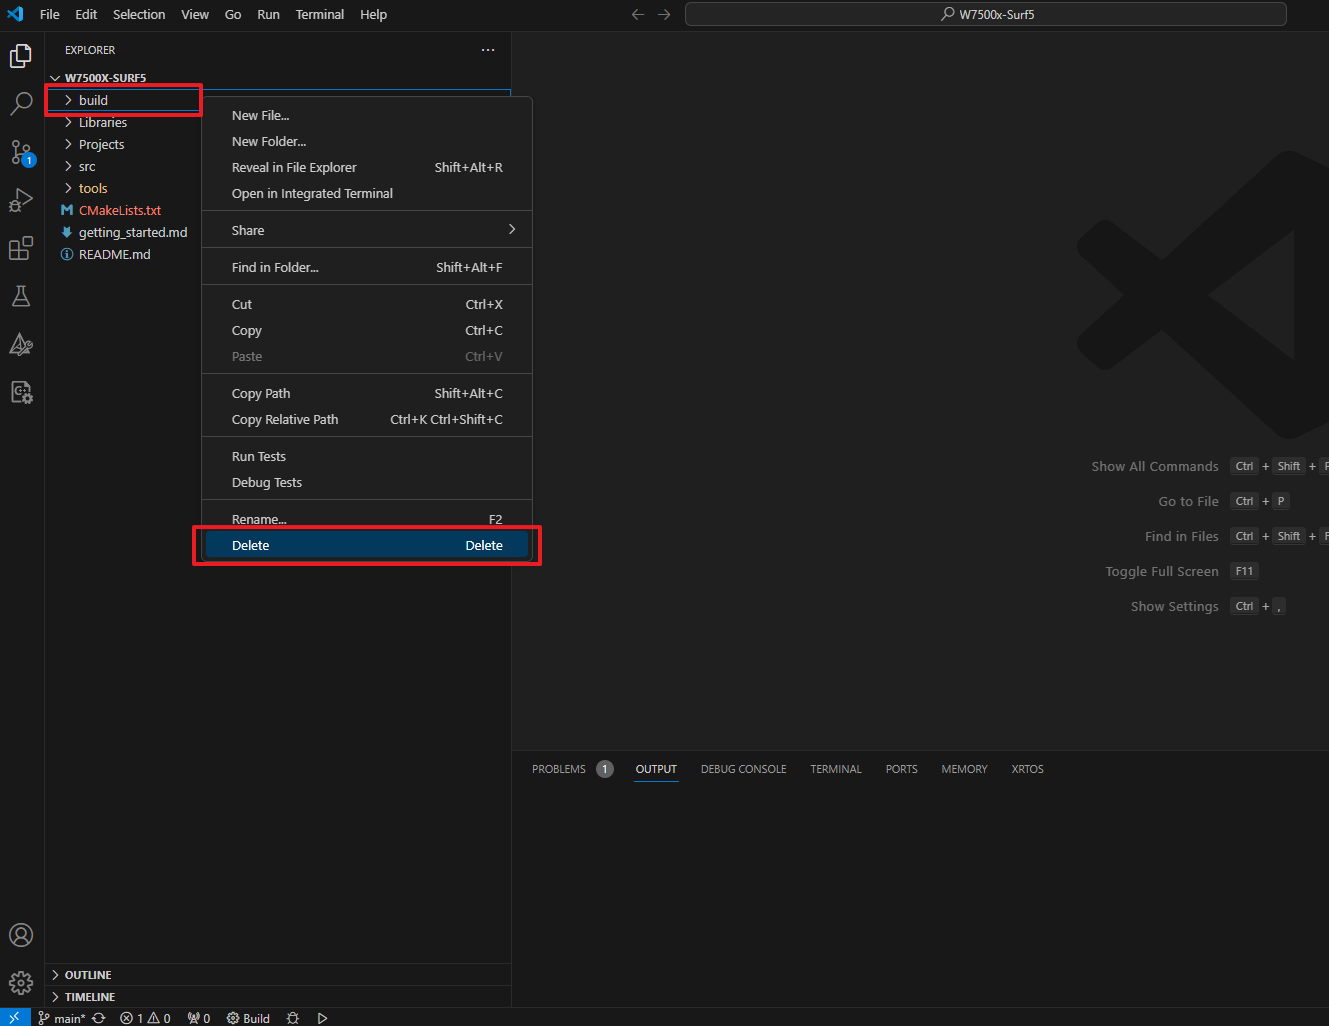 File Edit Selection View Go Run Terminal Help
W7500x-Surf5
EXPLORER
W7500X-SURF5
build
Libraries
Projects
src
tools
CMakeLists.txt
getting_started.md
README.md
New File...
New Folder...
Reveal in File Explorer Shift+Alt+R
Open in Integrated Terminal
Share
Find in Folder... Shift+Alt+F
Cut Ctrl+X
Copy Ctrl+C
Paste Ctrl+V
Copy Path Shift+Alt+C
Copy Relative Path Ctrl+K Ctrl+Shift+C
Run Tests
Debug Tests
Rename... F2
Delete Delete
Show All Commands Ctrl + Shift +
Go to File Ctrl + P
Find in Files Ctrl + Shift +
Toggle Full Screen F11
Show Settings Ctrl + ,
PROBLEMS 1 OUTPUT DEBUG CONSOLE TERMINAL PORTS MEMORY XRTOS
1
OUTLINE
TIMELINE
main* 1 0 0 Build